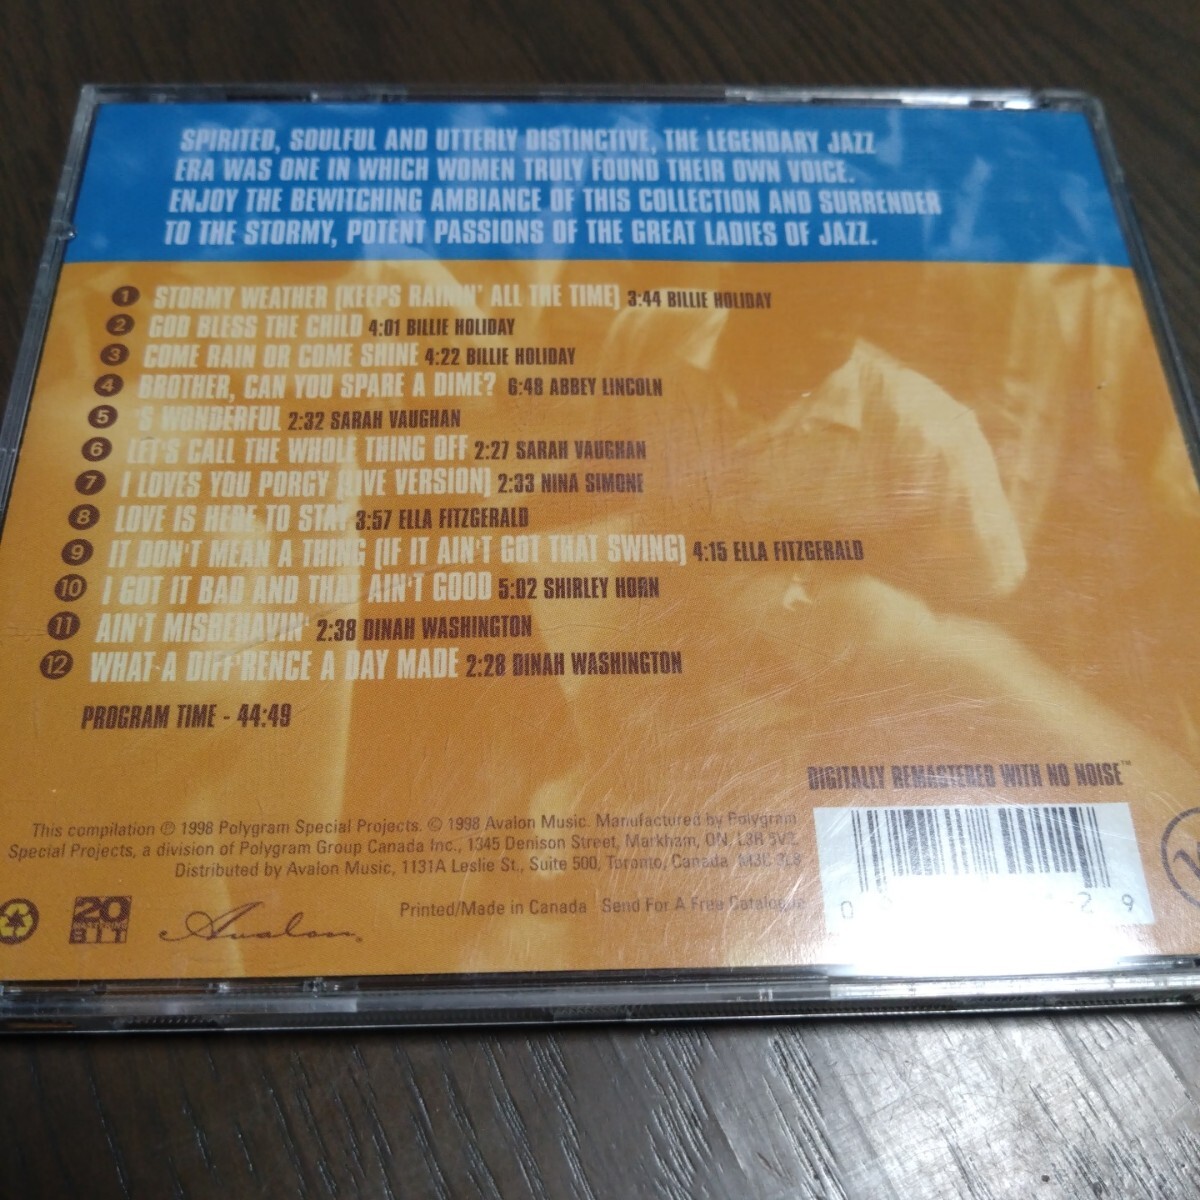 SPIRITED, SOULFUL AND UTTERLY DISTINCTIVE, THE LEGENDARY JAZZ
ERA WAS ONE IN WHICH WOMEN TRULY FOUND THEIR OWN VOICE.
ENJOY THE BEWITCHING AMBIANCE OF THIS COLLECTION AND SURRENDER
TO THE STORMY, POTENT PASSIONS OF THE GREAT LADIES OF JAZZ.
1 STORMY WEATHER (KEEPS RAININ' ALL THE TIME) 3:44 BILLIE HOLIDAY
2 GOD BLESS THE CHILD 4:01 BILLIE HOLIDAY
3 COME RAIN OR COME SHINE 4:22 BILLIE HOLIDAY
4 BROTHER, CAN YOU SPARE A DIME? 6:48 ABBEY LINCOLN
5 'S WONDERFUL 2:32 SARAH VAUGHAN
6 LET'S CALL THE WHOLE THING OFF 2:27 SARAH VAUGHAN
7 I LOVES YOU PORGY (LIVE VERSION) 2:33 NINA SIMONE
8 LOVE IS HERE TO STAY 3:57 ELLA FITZGERALD
9 IT DON'T MEAN A THING (IF IT AIN'T GOT THAT SWING) 4:15 ELLA FITZGERALD
10 I GOT IT BAD AND THAT AIN'T GOOD 5:02 SHIRLEY HORN
11 AIN'T MISBEHAVIN' 2:38 DINAH WASHINGTON
12 WHAT A DIFF'RENCE A DAY MADE 2:28 DINAH WASHINGTON
PROGRAM TIME - 44:49
DIGITALLY REMASTERED WITH NO NOISE™
This compilation ℗ 1998 Polygram Special Projects. © 1998 Avalon Music. Manufactured by Polygram
Special Projects, a division of Polygram Group Canada Inc., 1345 Denison Street, Markham, ON, L3R 5V2.
Distributed by Avalon Music, 1131A Leslie St., Suite 500, Toronto, Canada M3C 3L8
Printed/Made in Canada Send For A Free Catalogue
20 BIT
MASTERING
Avalon